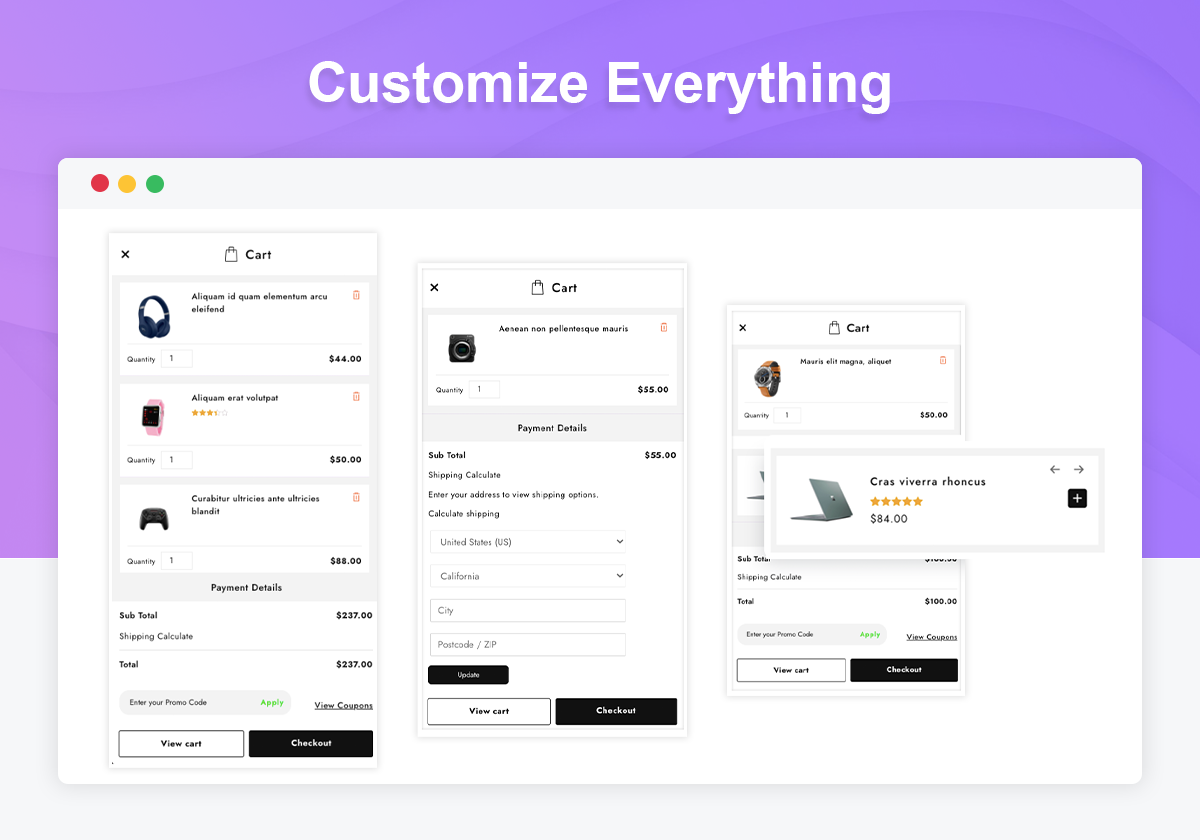 Customize Everything
Cart
Aliquam id quam elementum arcu
eleifend
Quantity 1 $44.00
Aliquam erat volutpat
Quantity 1 $50.00
Curabitur ultricies ante ultricies
blandit
Quantity 1 $88.00
Payment Details
Sub Total $237.00
Shipping Calculate
Total $237.00
Enter your Promo Code Apply View Coupons
View cart Checkout
Cart
Aenean non pellentesque mauris
Quantity 1 $55.00
Payment Details
Sub Total $55.00
Shipping Calculate
Enter your address to view shipping options.
Calculate shipping
United States (US)
California
City
Postcode / ZIP
Update
View cart Checkout
Cart
Mauris elit magna, aliquet
Quantity 1 $50.00
Cras viverra rhoncus
$84.00
Sub Total $100.00
Shipping Calculate
Total $100.00
Enter your Promo Code Apply View Coupons
View cart Checkout